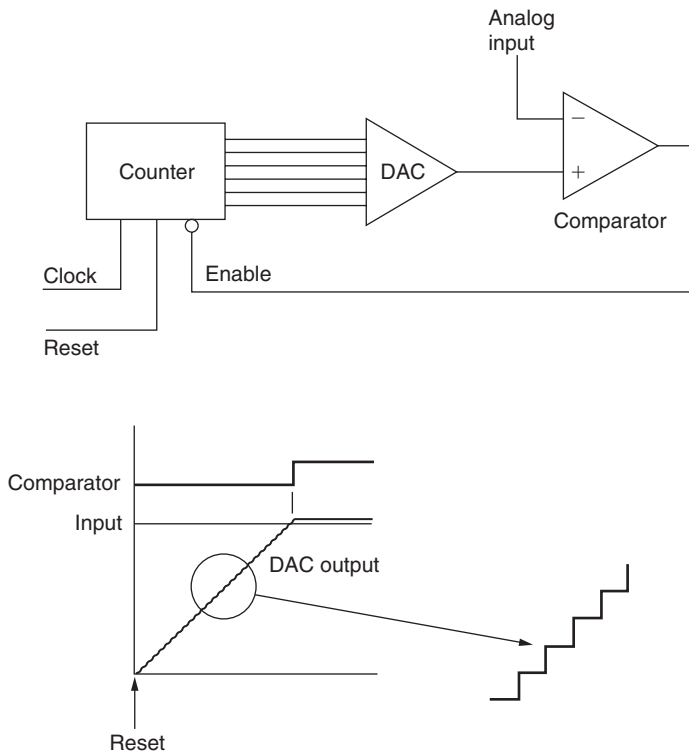 Analog
input
−
Counter
DAC
+
Comparator
Clock
Enable
Reset
Comparator
Input
DAC output
Reset